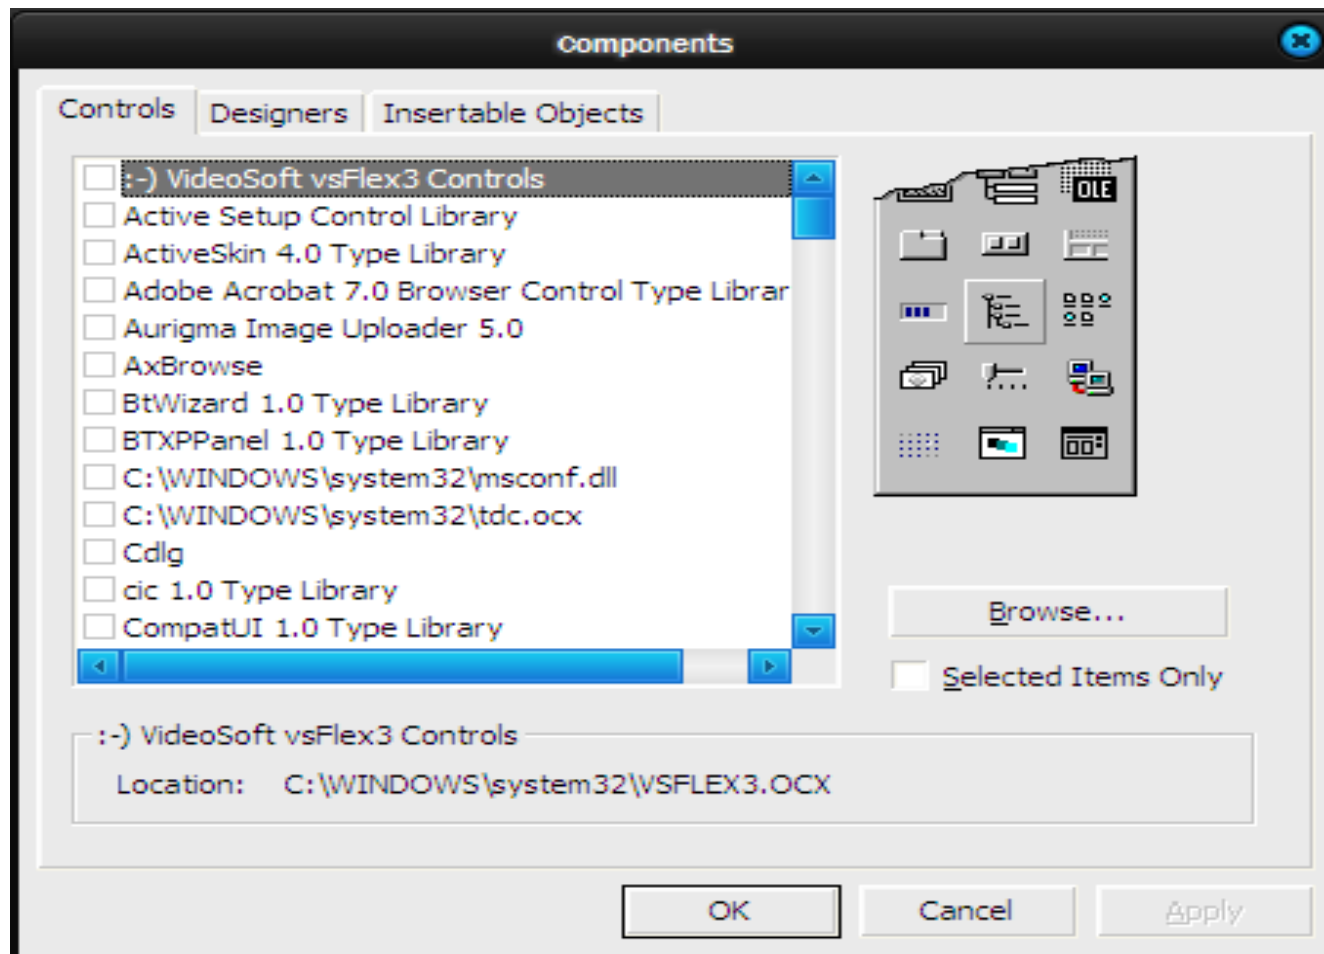 Components
Controls
Designers
Insertable Objects
:-) VideoSoft vsFlex3 Controls
Active Setup Control Library
ActiveSkin 4.0 Type Library
Adobe Acrobat 7.0 Browser Control Type Librar
Aurigma Image Uploader 5.0
AxBrowse
BtWizard 1.0 Type Library
BTXPPanel 1.0 Type Library
C:\WINDOWS\system32\msconf.dll
C:\WINDOWS\system32\tdc.ocx
Cdlg
cic 1.0 Type Library
CompatUI 1.0 Type Library
OLE
Browse...
Selected Items Only
:-) VideoSoft vsFlex3 Controls
Location: C:\WINDOWS\system32\VSFLEX3.OCX
OK
Cancel
Apply